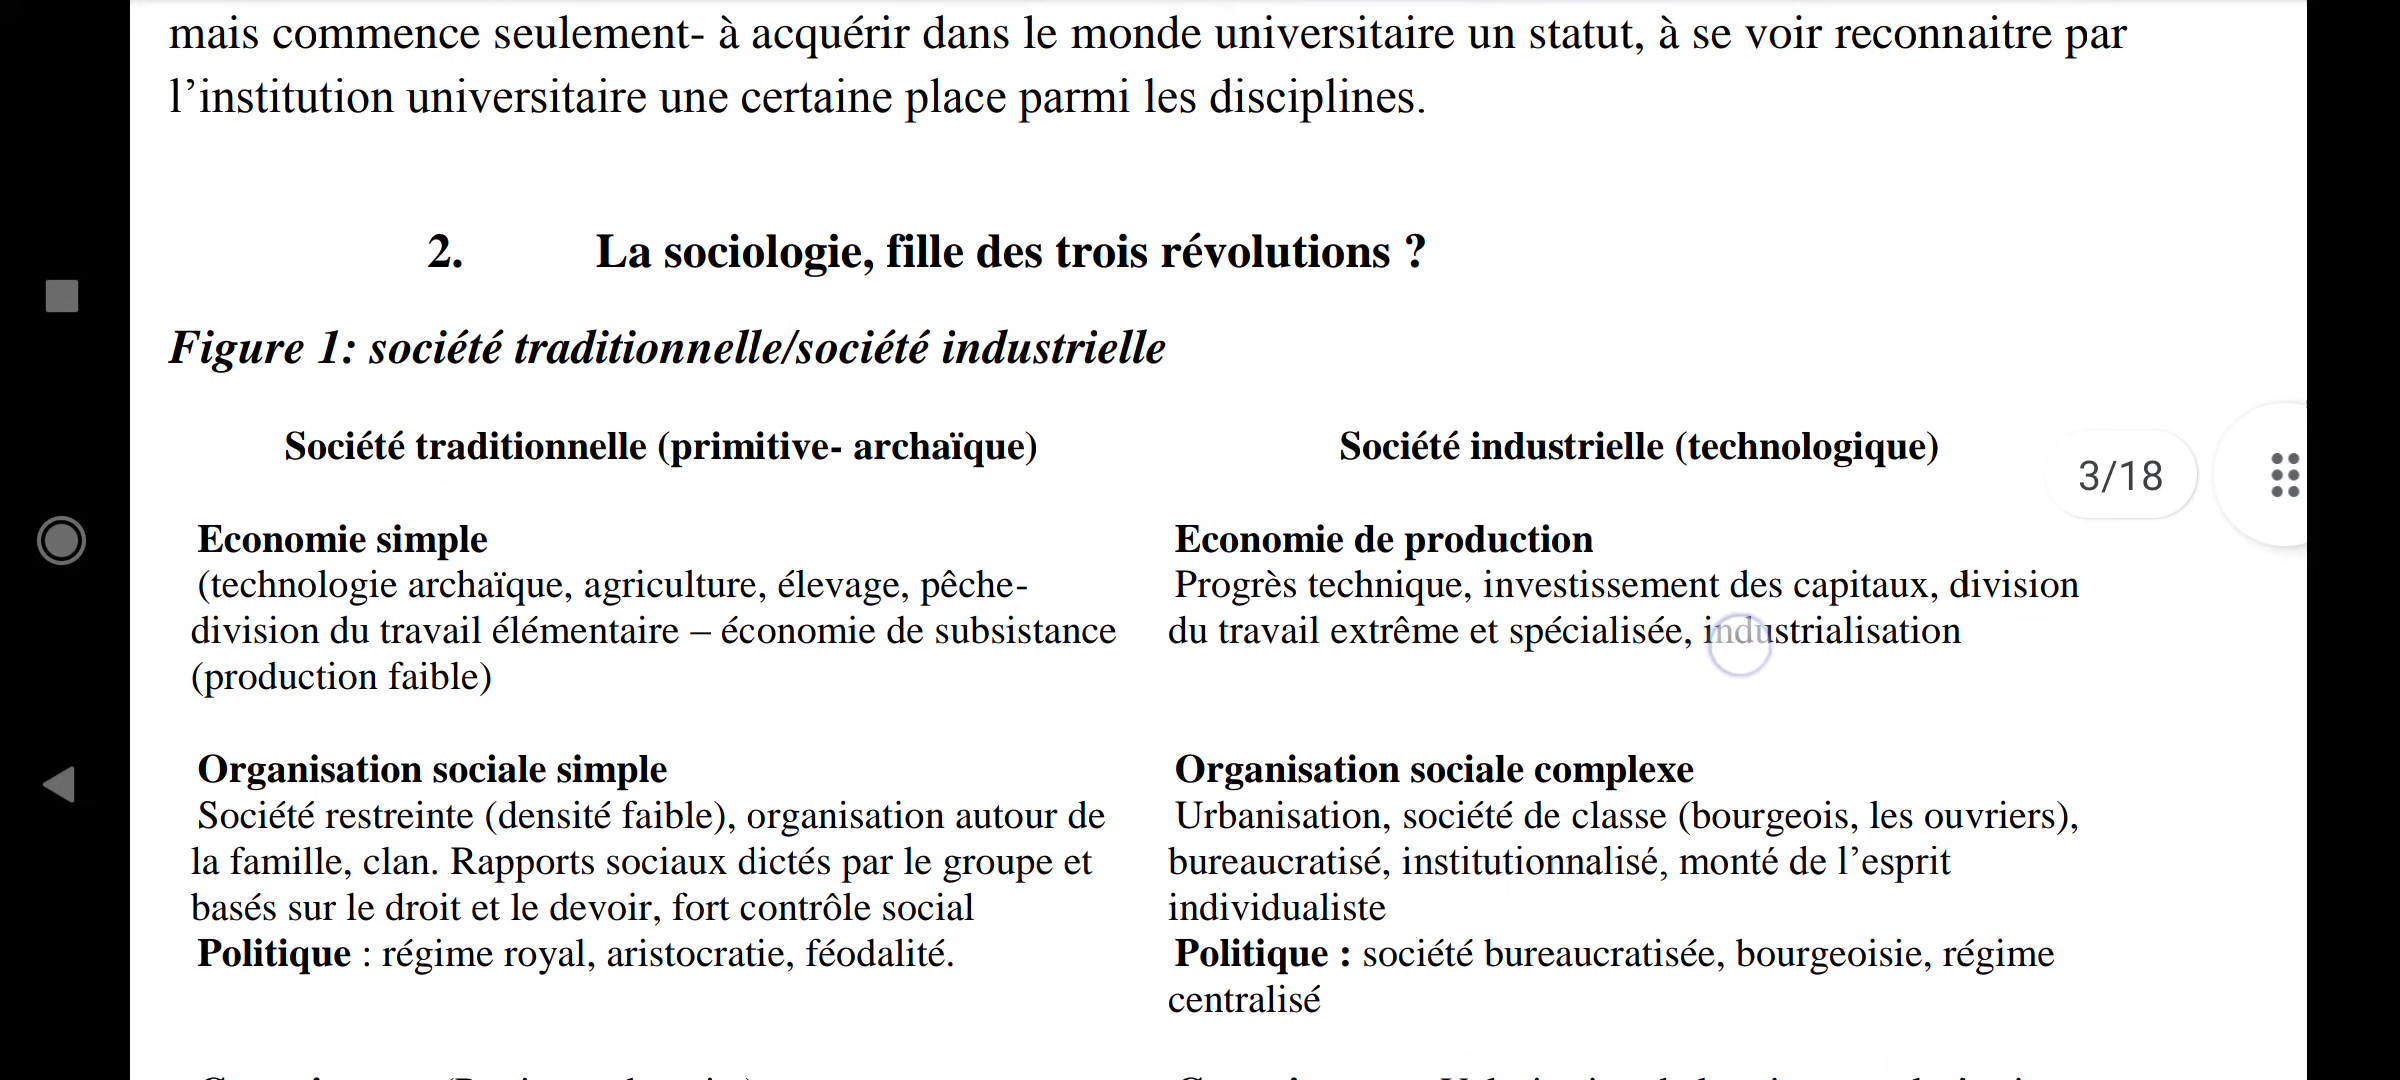 mais commence seulement- à acquérir dans le monde universitaire un statut, à se voir reconnaitre par
l’institution universitaire une certaine place parmi les disciplines.
2. La sociologie, fille des trois révolutions ?
Figure 1: société traditionnelle/société industrielle
Société traditionnelle (primitive- archaïque)
Economie simple
(technologie archaïque, agriculture, élevage, pêche-
division du travail élémentaire – économie de subsistance
(production faible)
Organisation sociale simple
Société restreinte (densité faible), organisation autour de
la famille, clan. Rapports sociaux dictés par le groupe et
basés sur le droit et le devoir, fort contrôle social
Politique : régime royal, aristocratie, féodalité.
Société industrielle (technologique)
Economie de production
Progrès technique, investissement des capitaux, division
du travail extrême et spécialisée, industrialisation
Organisation sociale complexe
Urbanisation, société de classe (bourgeois, les ouvriers),
bureaucratisé, institutionnalisé, monté de l’esprit
individualiste
Politique : société bureaucratisée, bourgeoisie, régime
centralisé
3/18